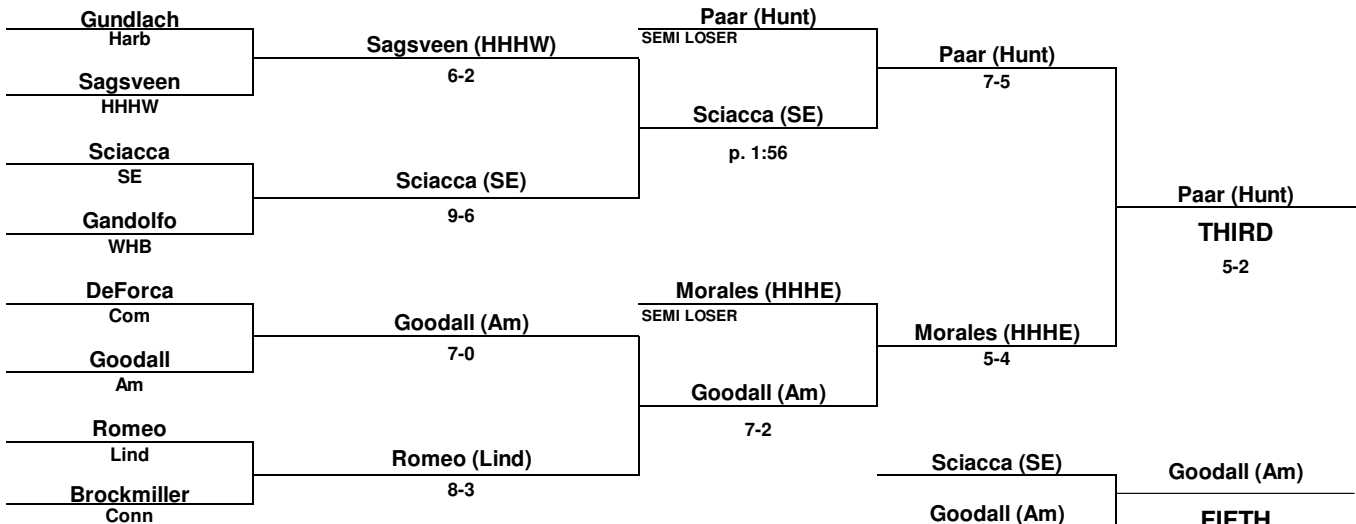 Gundlach
Harb
Sagsveen
HHHW
Sciacca
SE
Gandolfo
WHB
DeForca
Com
Goodall
Am
Romeo
Lind
Brockmiller
Conn
Sagsveen (HHHW)
6-2
Sciacca (SE)
9-6
Goodall (Am)
7-0
Romeo (Lind)
8-3
Paar (Hunt)
SEMI LOSER
Sciacca (SE)
p. 1:56
Morales (HHHE)
SEMI LOSER
Goodall (Am)
7-2
Paar (Hunt)
7-5
Morales (HHHE)
5-4
Paar (Hunt)
THIRD
5-2
Sciacca (SE)
Goodall (Am)
Goodall (Am)
FIFTH